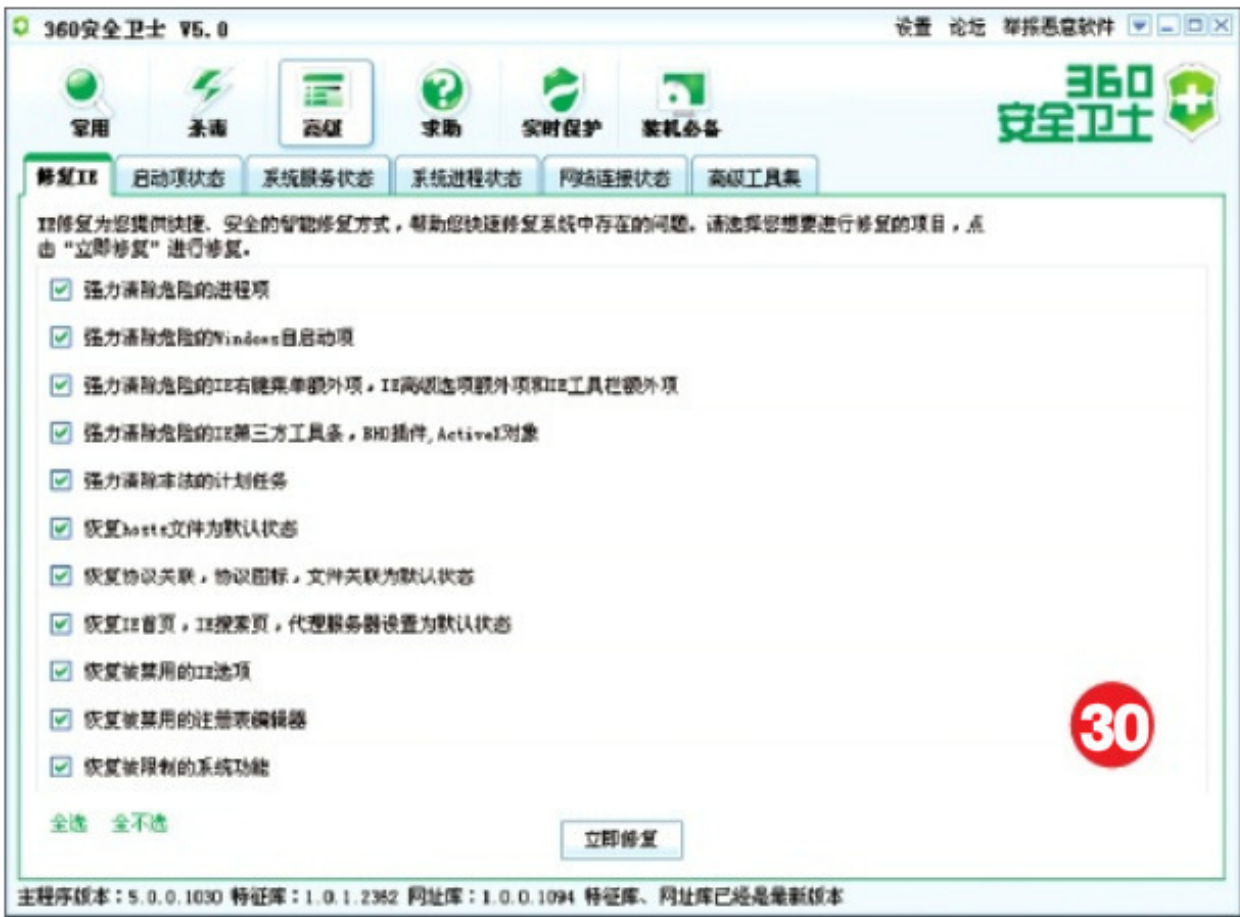 360安全卫士 V5.0
设置 论坛 举报恶意软件
常用 杀毒 高级 求助 实时保护 装机必备
360
安全卫士
修复IE 启动项状态 系统服务状态 系统进程状态 网络连接状态 高级工具集
IE修复为您提供快捷、安全的智能修复方式，帮助您快速修复系统中存在的问题。请选择您想要进行修复的项目，点
击“立即修复”进行修复。
强力清除危险的进程项
强力清除危险的Windows自启动项
强力清除危险的IE右键菜单额外项，IE高级选项额外项和IE工具栏额外项
强力清除危险的IE第三方工具条，BHO插件,ActiveX对象
强力清除非法的计划任务
恢复hosts文件为默认状态
恢复协议关联，协议图标，文件关联为默认状态
恢复IE首页，IE搜索页，代理服务器设置为默认状态
恢复被禁用的IE选项
恢复被禁用的注册表编辑器
恢复被限制的系统功能
30
全选 全不选
立即修复
主程序版本：5.0.0.1030 特征库：1.0.1.2362 网址库：1.0.0.1094 特征库、网址库已经是最新版本